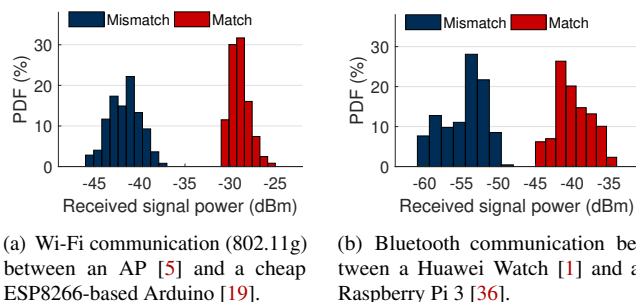 Mismatch Match
PDF (%)
30
20
10
0
-45 -40 -35 -30 -25
Received signal power (dBm)
(a) Wi-Fi communication (802.11g)
between an AP [5] and a cheap
ESP8266-based Arduino [19].
Mismatch Match
PDF (%)
30
20
10
0
-60 -55 -50 -45 -40 -35
Received signal power (dBm)
(b) Bluetooth communication be-
tween a Huawei Watch [1] and a
Raspberry Pi 3 [36].